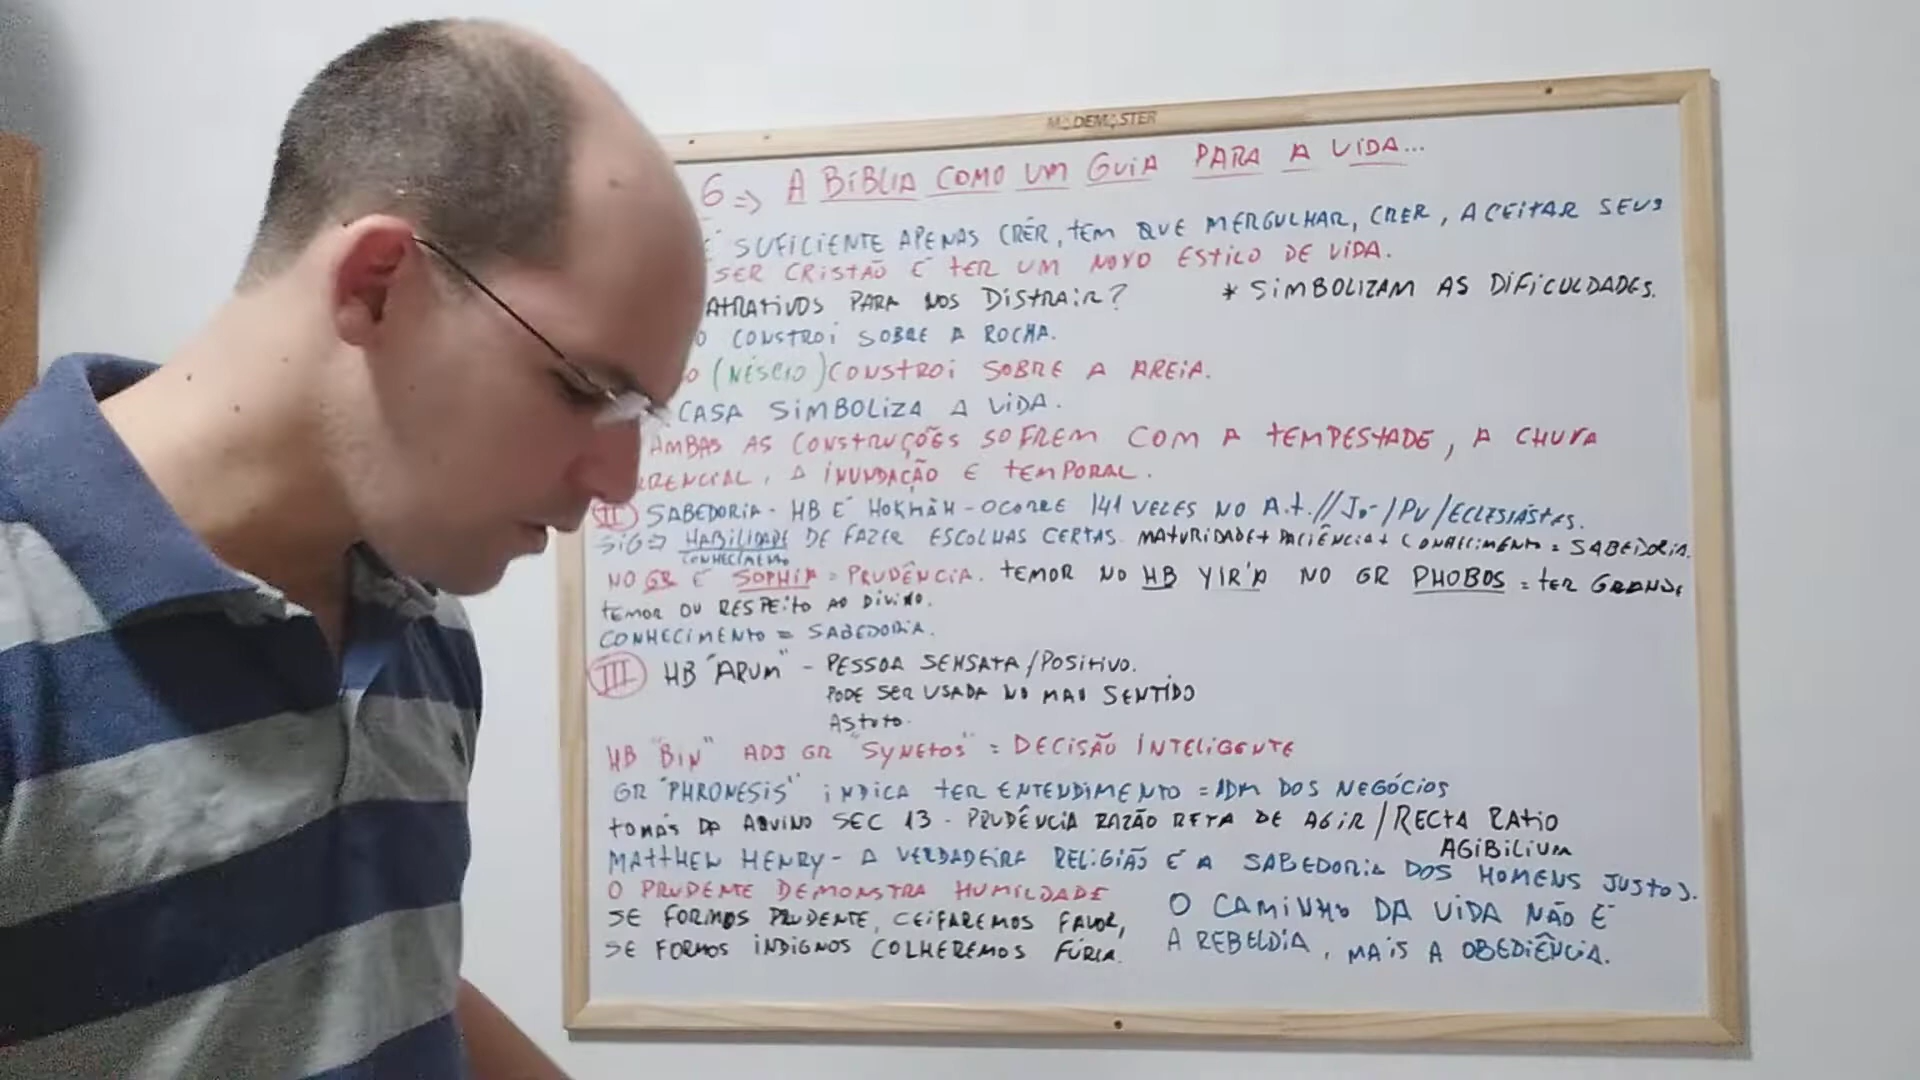 MADEMASTER
6 => A BÍBLIA COMO UM GUIA PARA A VIDA...
É SUFICIENTE APENAS CRÊR, TEM QUE MERGULHAR, CRER, ACEITAR SEUS
SER CRISTÃO É TER UM NOVO ESTILO DE VIDA.
ATRATIVOS PARA NOS DISTRAIR? * SIMBOLIZAM AS DIFICULDADES.
O CONSTROI SOBRE A ROCHA.
O (NÉSCIO) CONSTROI SOBRE A AREIA.
CASA SIMBOLIZA A VIDA.
AMBAS AS CONSTRUÇÕES SOFREM COM A TEMPESTADE, A CHUVA
RRENCIAL, A INUNDAÇÃO E TEMPORAL.
II SABEDORIA - HB É HOKMÃH - OCORRE 141 VEZES NO A.T. // JÓ - / PV / ECLESIÁSTES.
SIG => HABILIDADE DE FAZER ESCOLHAS CERTAS. MATURIDADE + PACIÊNCIA + CONHECIMENTO = SABEDORIA.
CONHECIMENTO
NO GR É SOPHIA = PRUDÊNCIA. TEMOR NO HB YIR'A NO GR PHOBOS = TER GRANDE
TEMOR OU RESPEITO AO DIVINO.
CONHECIMENTO = SABEDORIA.
III HB "ARUM" - PESSOA SENSATA / POSITIVO.
PODE SER USADA NO MAU SENTIDO
ASTUTO.
HB "BIN" ADJ GR "SYNETOS" = DECISÃO INTELIGENTE
GR "PHRONESIS" INDICA TER ENTENDIMENTO = ADM DOS NEGÓCIOS
TOMÁS DA AQUINO SEC 13 - PRUDÊNCIA RAZÃO RETA DE AGIR / RECTA RATIO
AGIBILIUM
MATTHEW HENRY - A VERDADEIRA RELIGIÃO É A SABEDORIA DOS HOMENS JUSTOS.
O PRUDENTE DEMONSTRA HUMILDADE
SE FORMOS PRUDENTE, CEIFAREMOS FAVOR,
SE FORMOS INDIGNOS COLHEREMOS FÚRIA.
O CAMINHO DA VIDA NÃO É
A REBELDIA, MAIS A OBEDIÊNCIA.